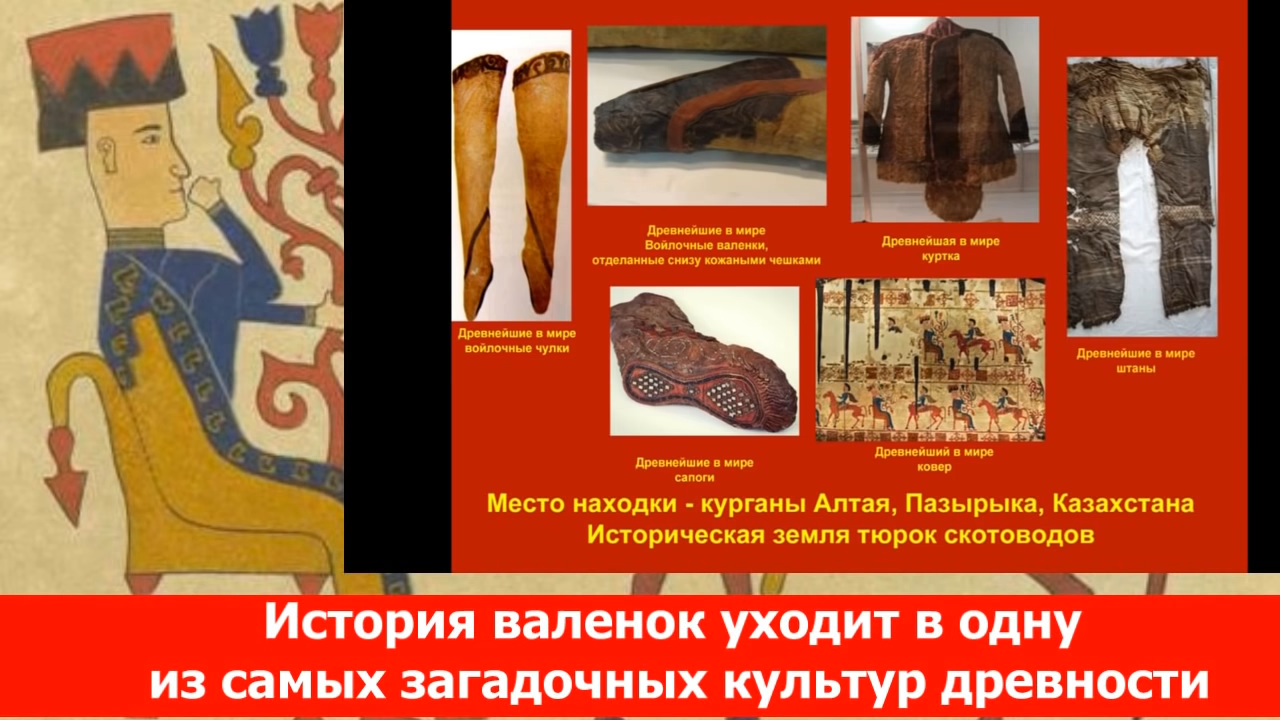 Древнейшие в мире
Войлочные валенки,
отделанные снизу кожаными чешками
Древнейшая в мире
куртка
Древнейшие в мире
войлочные чулки
Древнейшие в мире
штаны
Древнейшие в мире
сапоги
Древнейший в мире
ковер
Место находки - курганы Алтая, Пазырыка, Казахстана
Историческая земля тюрок скотоводов
История валенок уходит в одну
из самых загадочных культур древности